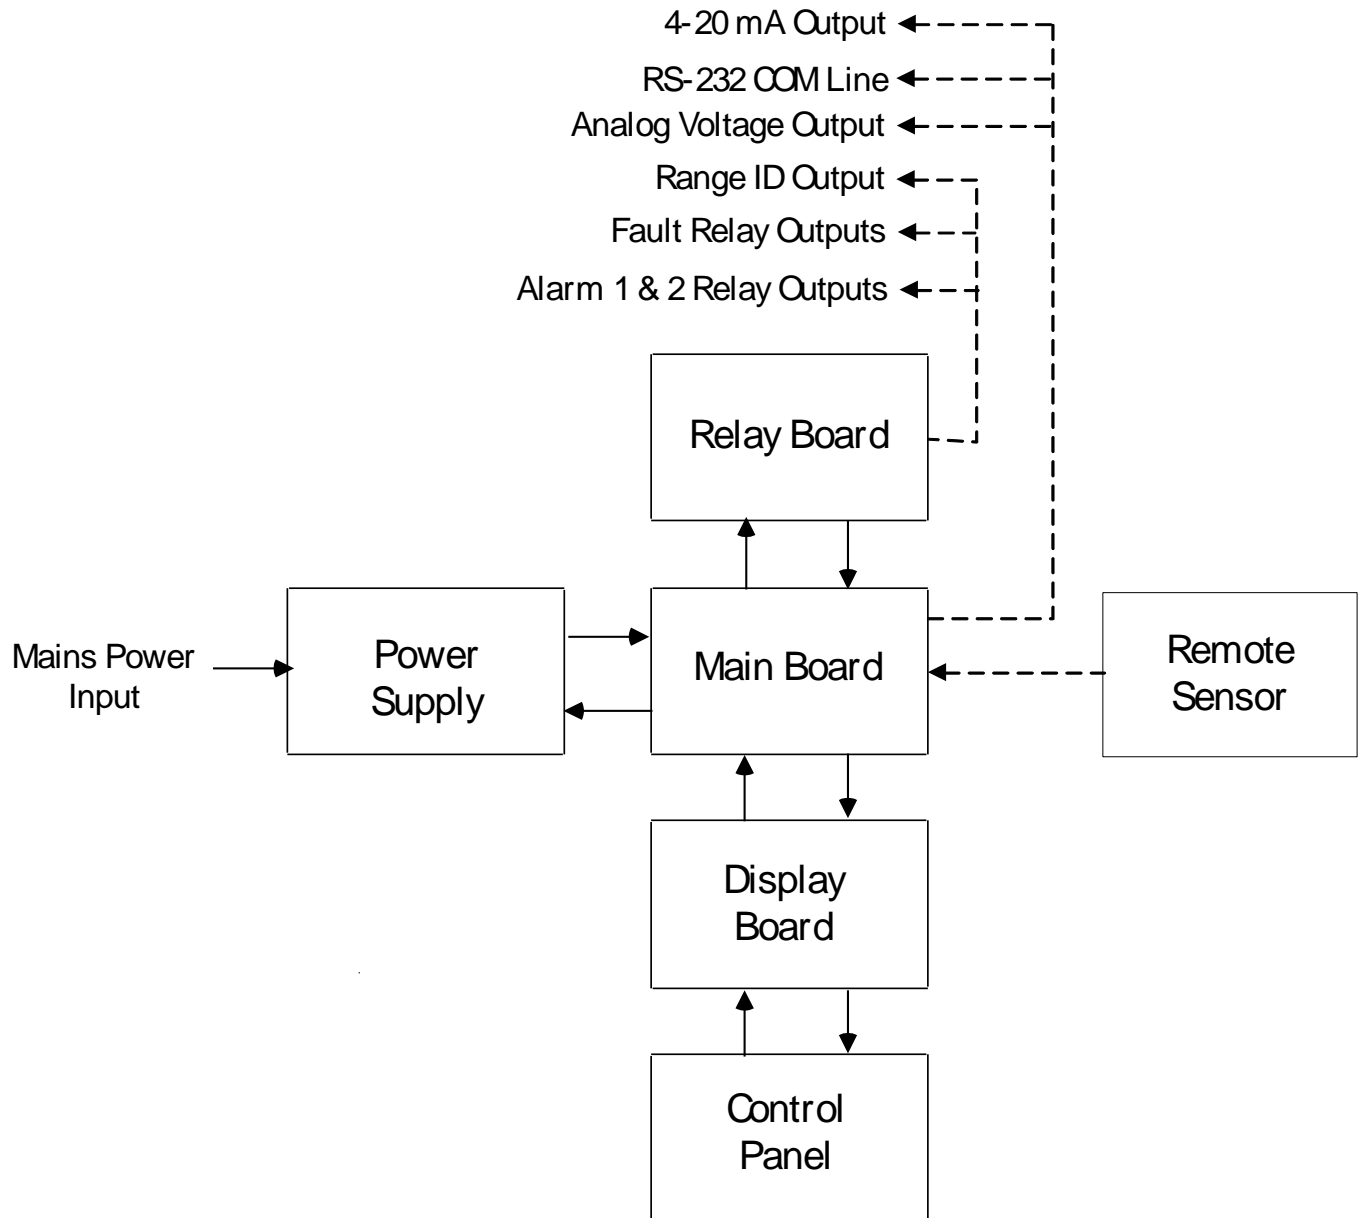 4-20 mA Output
RS-232 COM Line
Analog Voltage Output
Range ID Output
Fault Relay Outputs
Alarm 1 & 2 Relay Outputs
Relay Board
Mains Power
Input
Power
Supply
Main Board
Remote
Sensor
Display
Board
Control
Panel